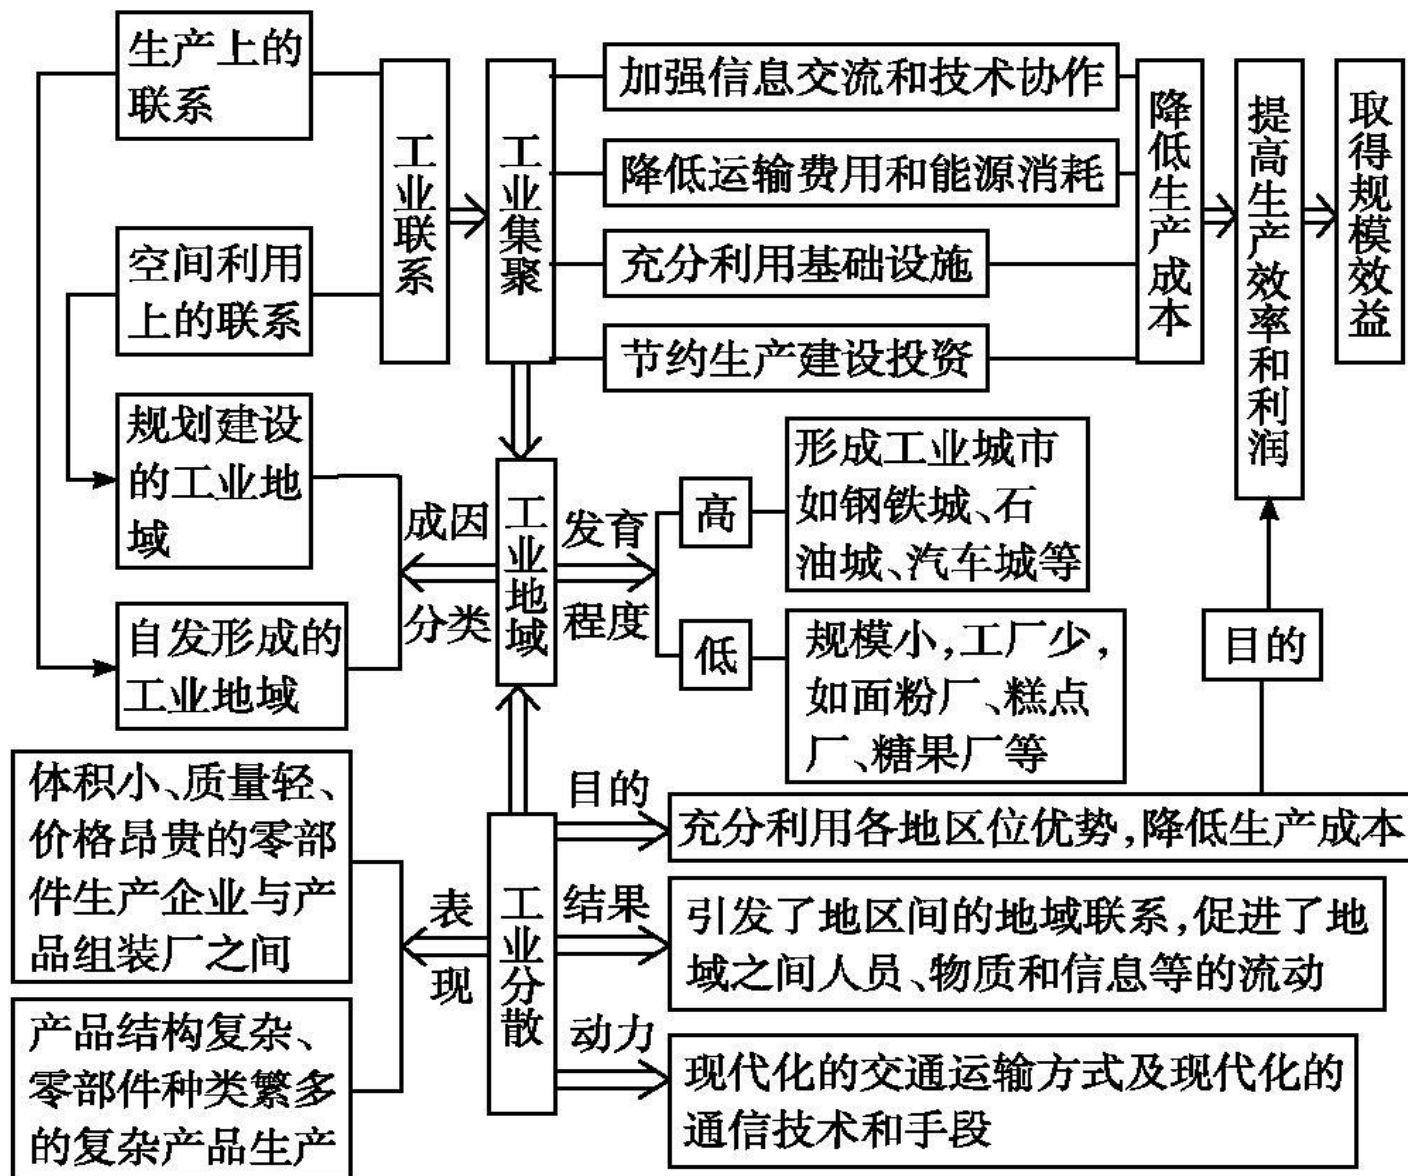 生产上的
联系
空间利用
上的联系
工业联系
工业集聚
加强信息交流和技术协作
降低运输费用和能源消耗
充分利用基础设施
节约生产建设投资
降低生产成本
提高生产效率和利润
取得规模效益
规划建设
的工业地
域
自发形成的
工业地域
成因
分类
工业地域
发育
程度
高
形成工业城市
如钢铁城、石
油城、汽车城等
低
规模小,工厂少,
如面粉厂、糕点
厂、糖果厂等
目的
体积小、质量轻、
价格昂贵的零部
件生产企业与产
品组装厂之间
产品结构复杂、
零部件种类繁多
的复杂产品生产
表
现
工业分散
目的
充分利用各地区位优势,降低生产成本
结果
引发了地区间的地域联系,促进了地
域之间人员、物质和信息等的流动
动力
现代化的交通运输方式及现代化的
通信技术和手段